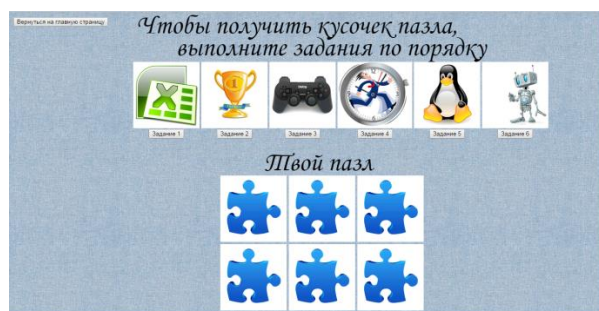 Вернуться на главную страницу
Чтобы получить кусочек пазла,
выполните задания по порядку
Задание 1 Задание 2 Задание 3 Задание 4 Задание 5 Задание 6
Твой пазл